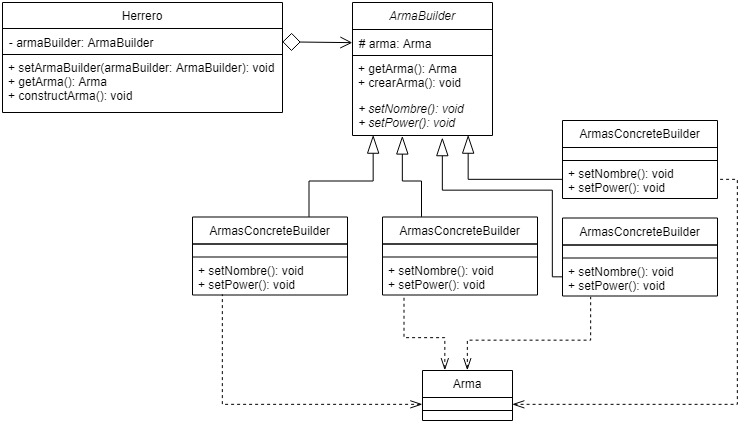 Herrero
- armaBuilder: ArmaBuilder
+ setArmaBuilder(armaBuilder: ArmaBuilder): void
+ getArma(): Arma
+ constructArma(): void
ArmaBuilder
# arma: Arma
+ getArma(): Arma
+ crearArma(): void
+ setNombre(): void
+ setPower(): void
ArmasConcreteBuilder
+ setNombre(): void
+ setPower(): void
ArmasConcreteBuilder
+ setNombre(): void
+ setPower(): void
ArmasConcreteBuilder
+ setNombre(): void
+ setPower(): void
ArmasConcreteBuilder
+ setNombre(): void
+ setPower(): void
Arma